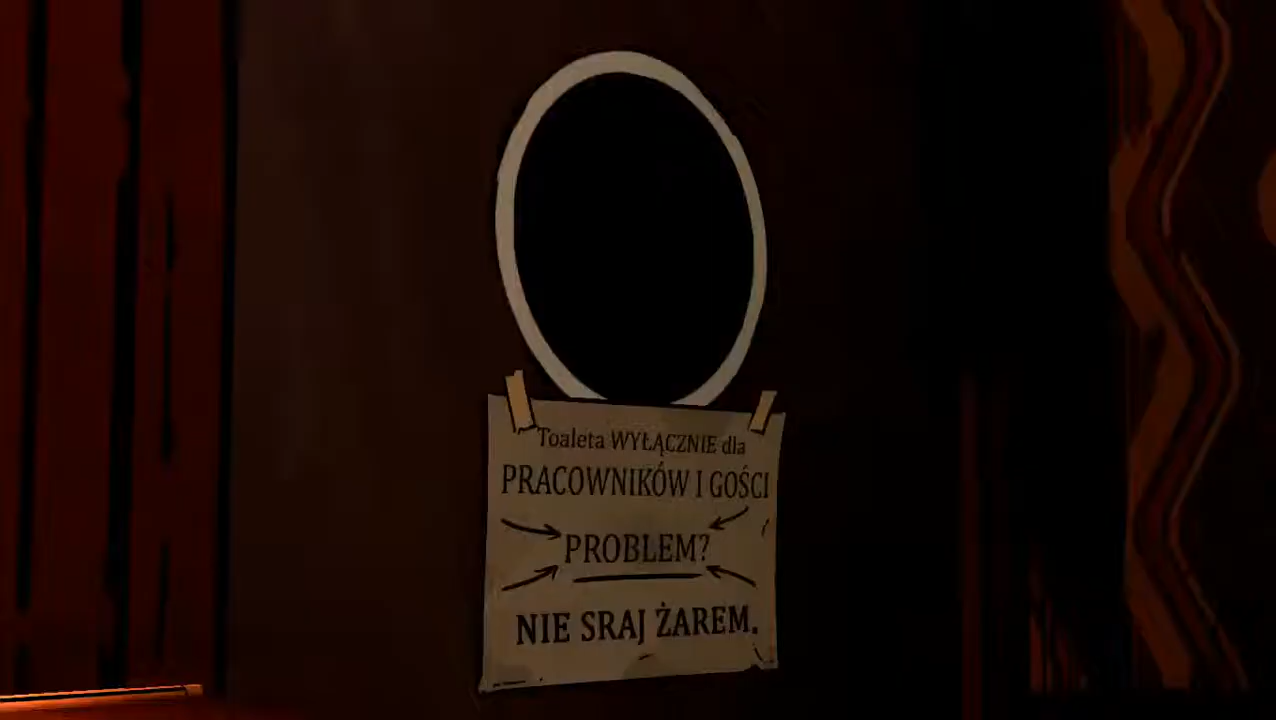 Toaleta WYŁĄCZNIE dla
PRACOWNIKÓW I GOŚCI
PROBLEM?
NIE SRAJ ŻAREM.